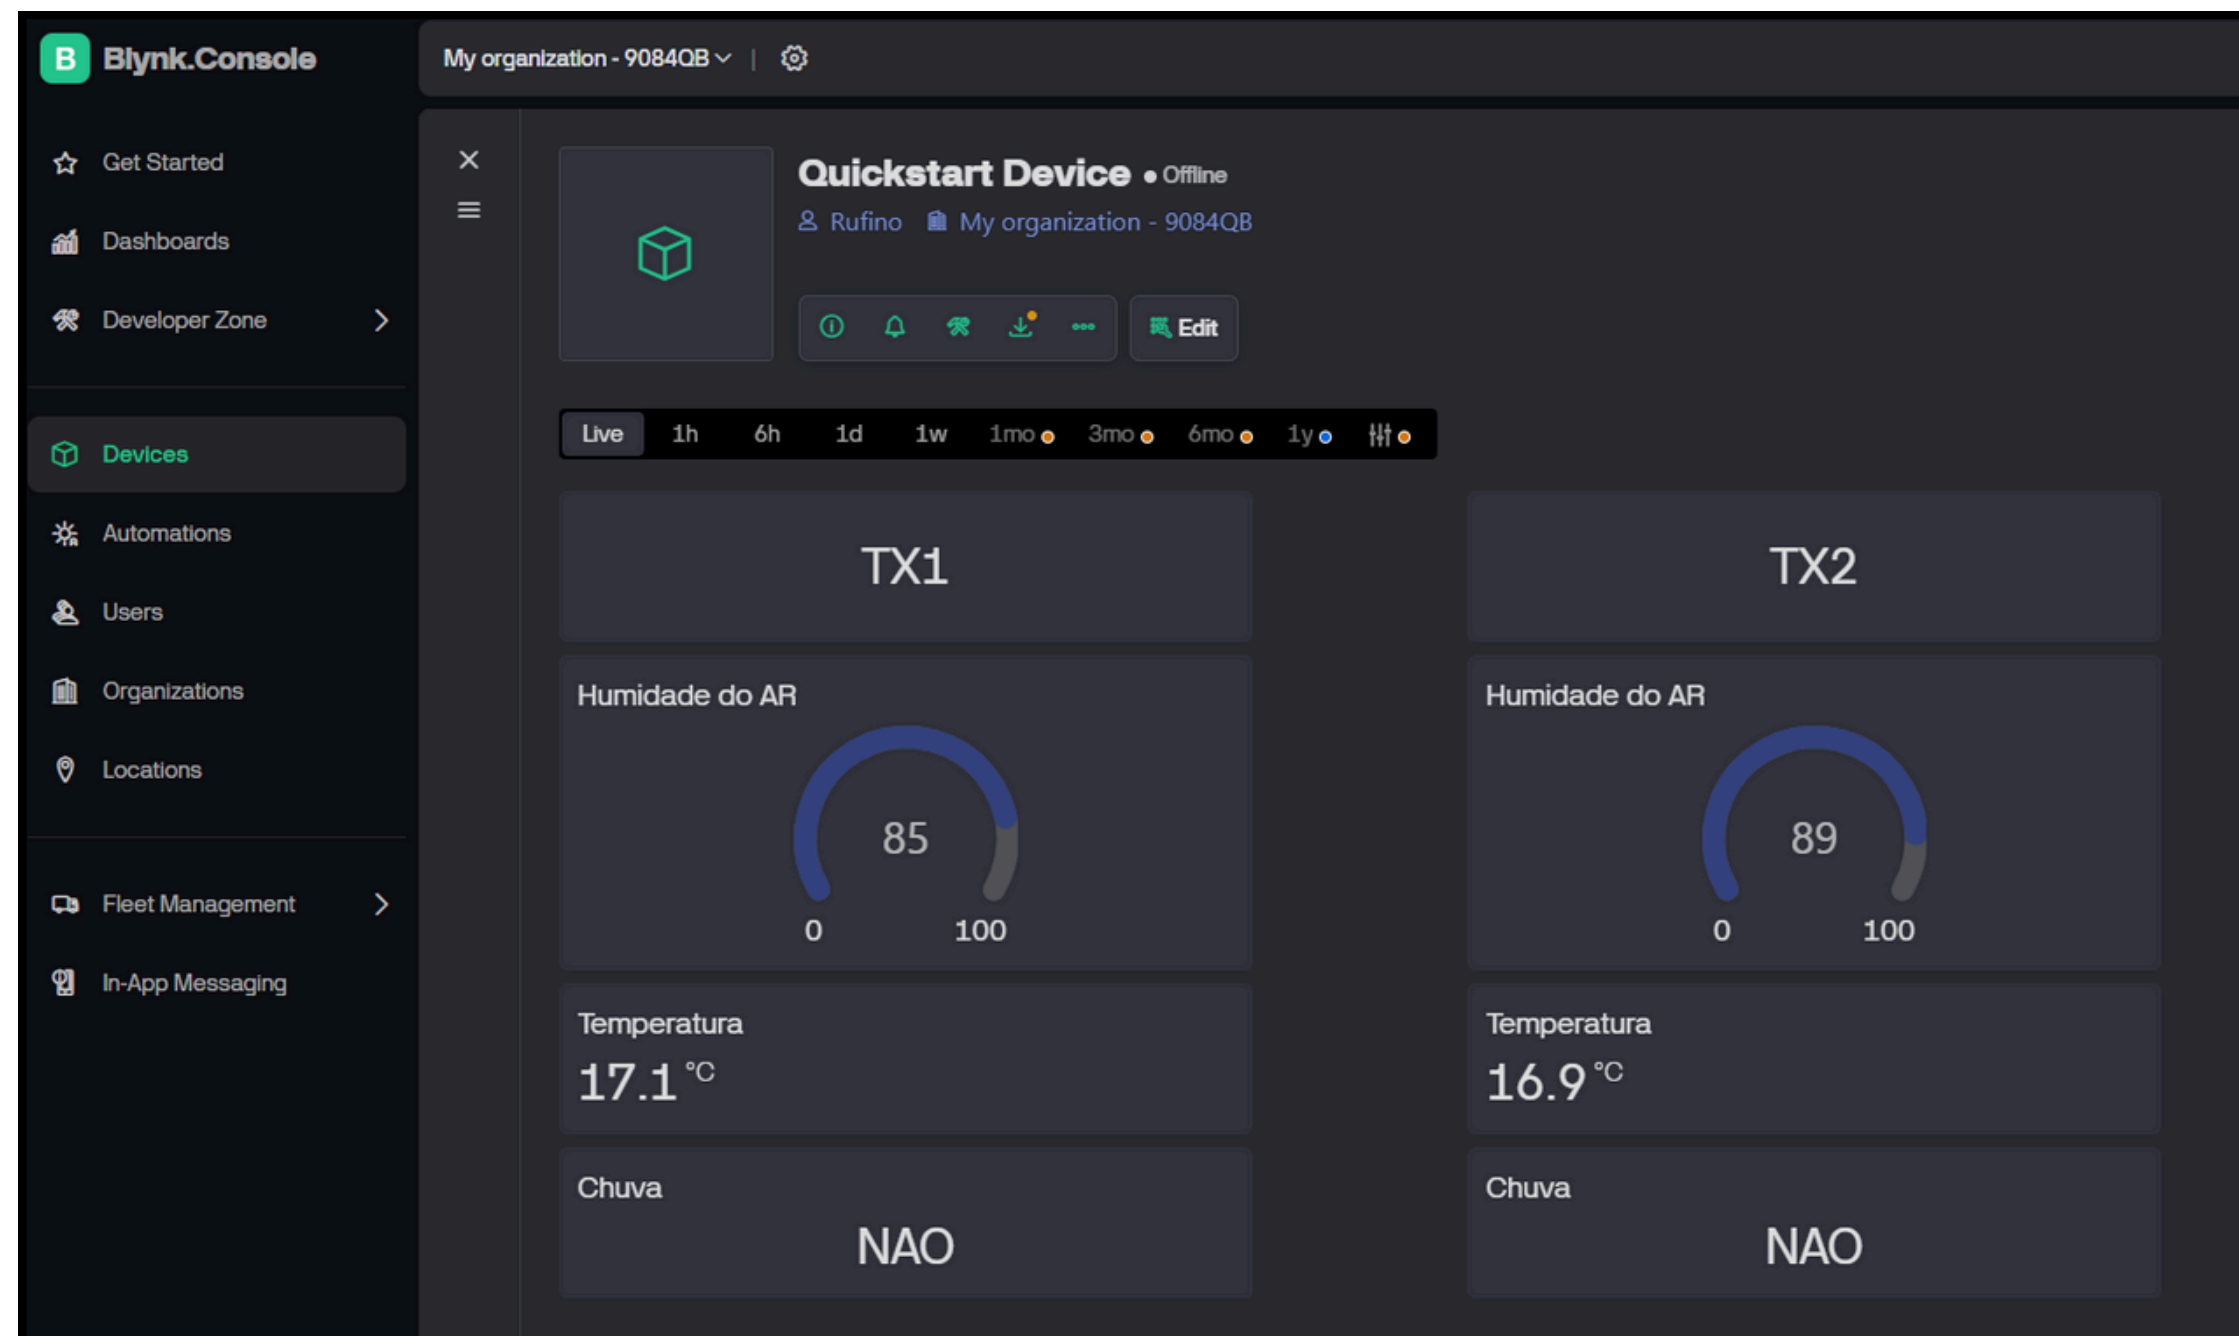 B Blynk.Console
My organization - 9084QB
Get Started
Dashboards
Developer Zone
Devices
Automations
Users
Organizations
Locations
Fleet Management
In-App Messaging
Quickstart Device Offline
Rufino My organization - 9084QB
Edit
Live 1h 6h 1d 1w 1mo 3mo 6mo 1y
TX1
Humidade do AR
85
0 100
Temperatura
17.1 °C
Chuva
NAO
TX2
Humidade do AR
89
0 100
Temperatura
16.9 °C
Chuva
NAO